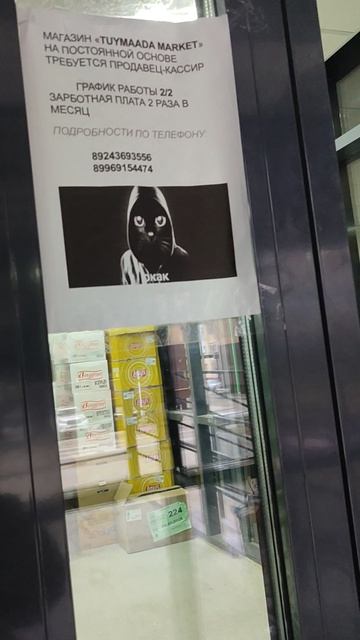 МАГАЗИН «TUYMAADA MARKET»
НА ПОСТОЯННОЙ ОСНОВЕ
ТРЕБУЕТСЯ ПРОДАВЕЦ-КАССИР
ГРАФИК РАБОТЫ 2/2
ЗАРБОТНАЯ ПЛАТА 2 РАЗА В
МЕСЯЦ
ПОДРОБНОСТИ ПО ТЕЛЕФОНУ
89243693556
89969154474
окак
224